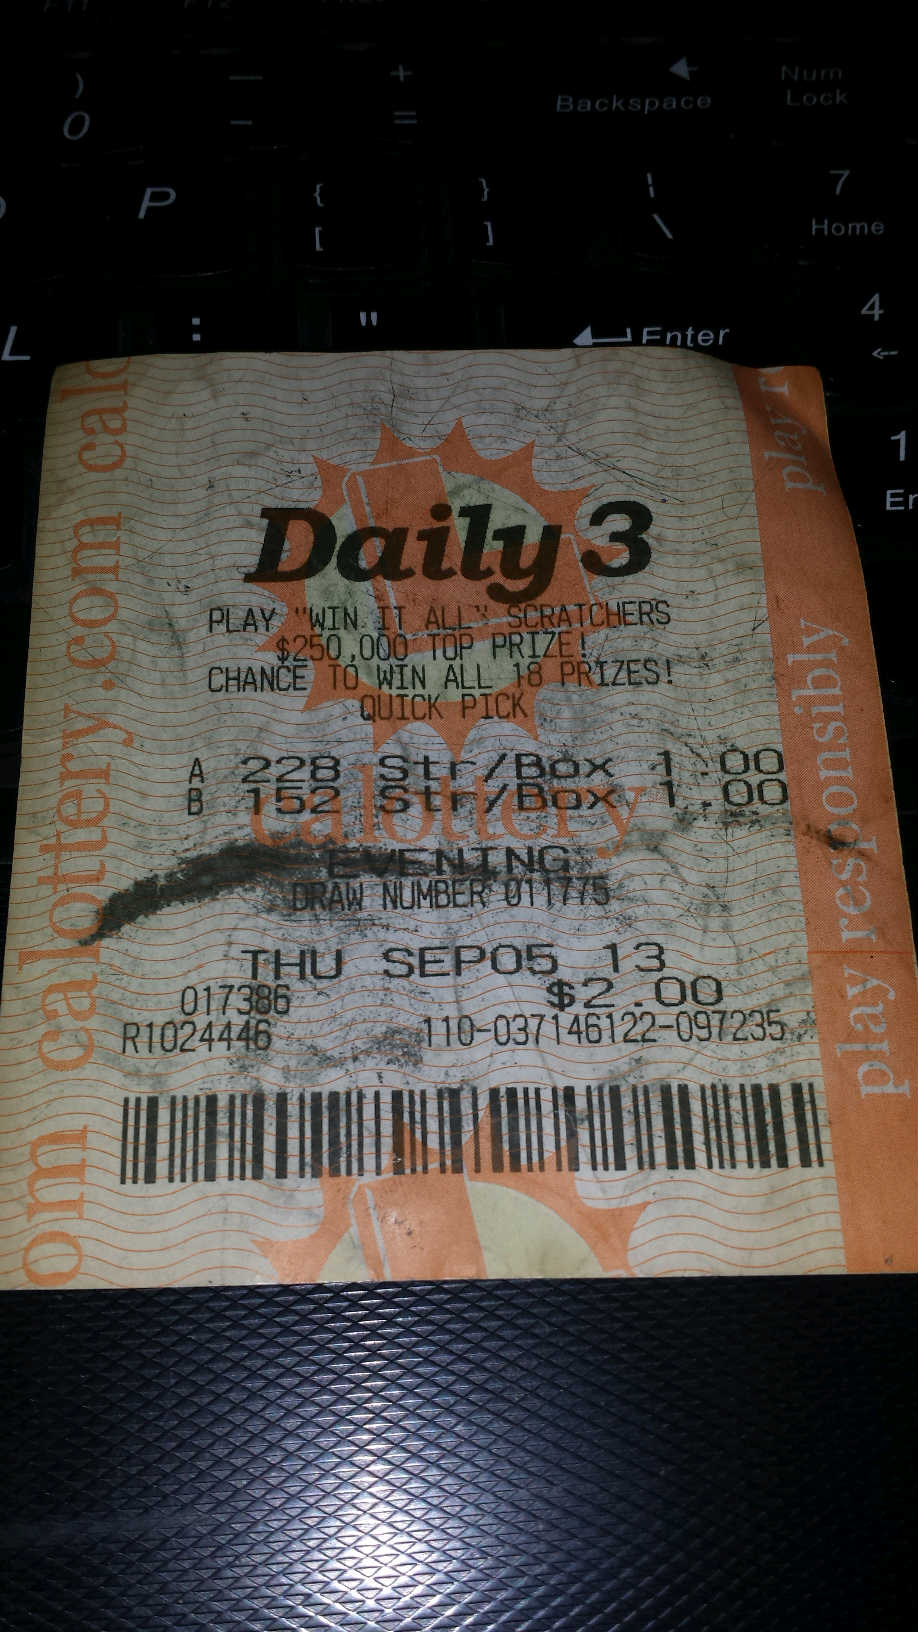 ) — + Backspace Num Lock
0 - =
P { } ¦ 7
[ ] \ Home
L : " Enter 4
1
calottery.com
play responsibly
Daily 3
PLAY "WIN IT ALL" SCRATCHERS
$250,000 TOP PRIZE!
CHANCE TO WIN ALL 18 PRIZES!
QUICK PICK
A 228 Str/Box 1.00
B 152 Str/Box 1.00
calottery
EVENING
DRAW NUMBER 011775
THU SEP05 13
017386 $2.00
R1024446 110-037146122-097235
om
play responsibly